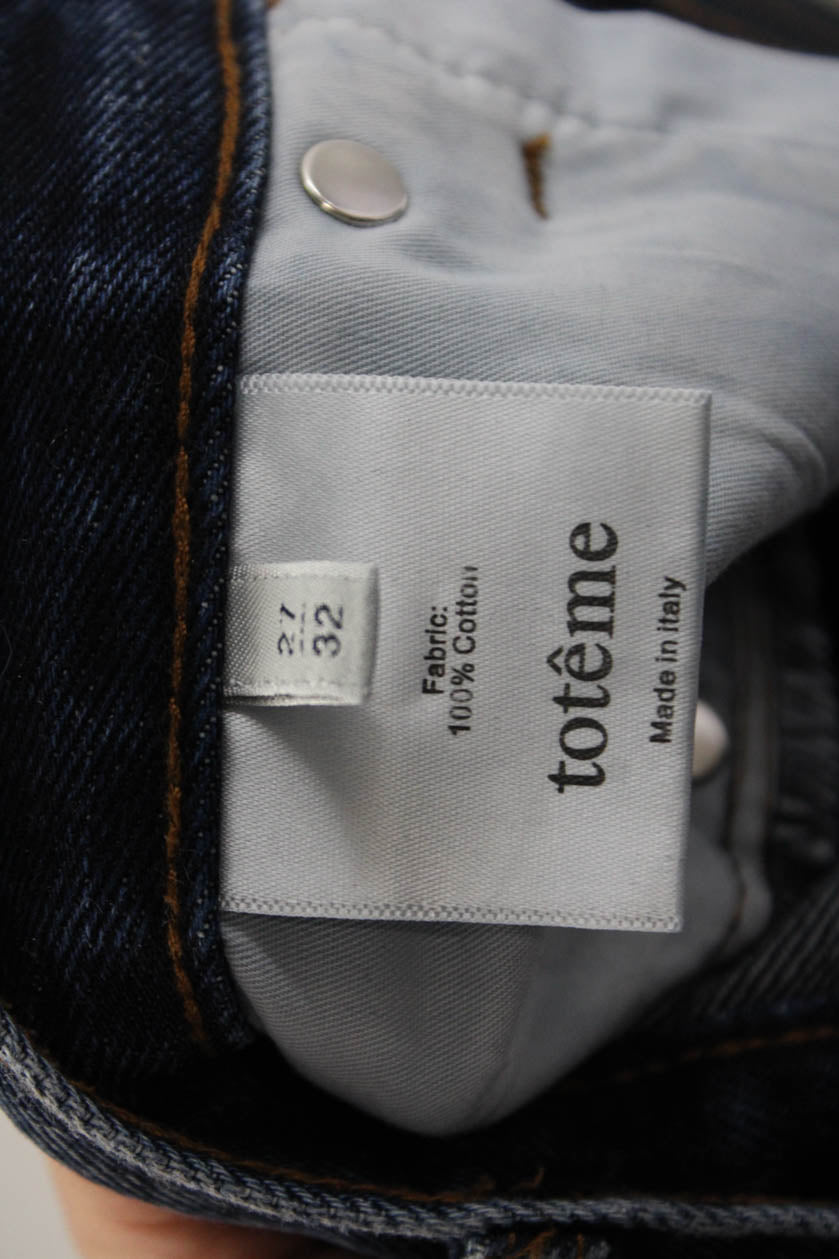 27
32
Fabric:
100% Cotton
totême
Made in italy